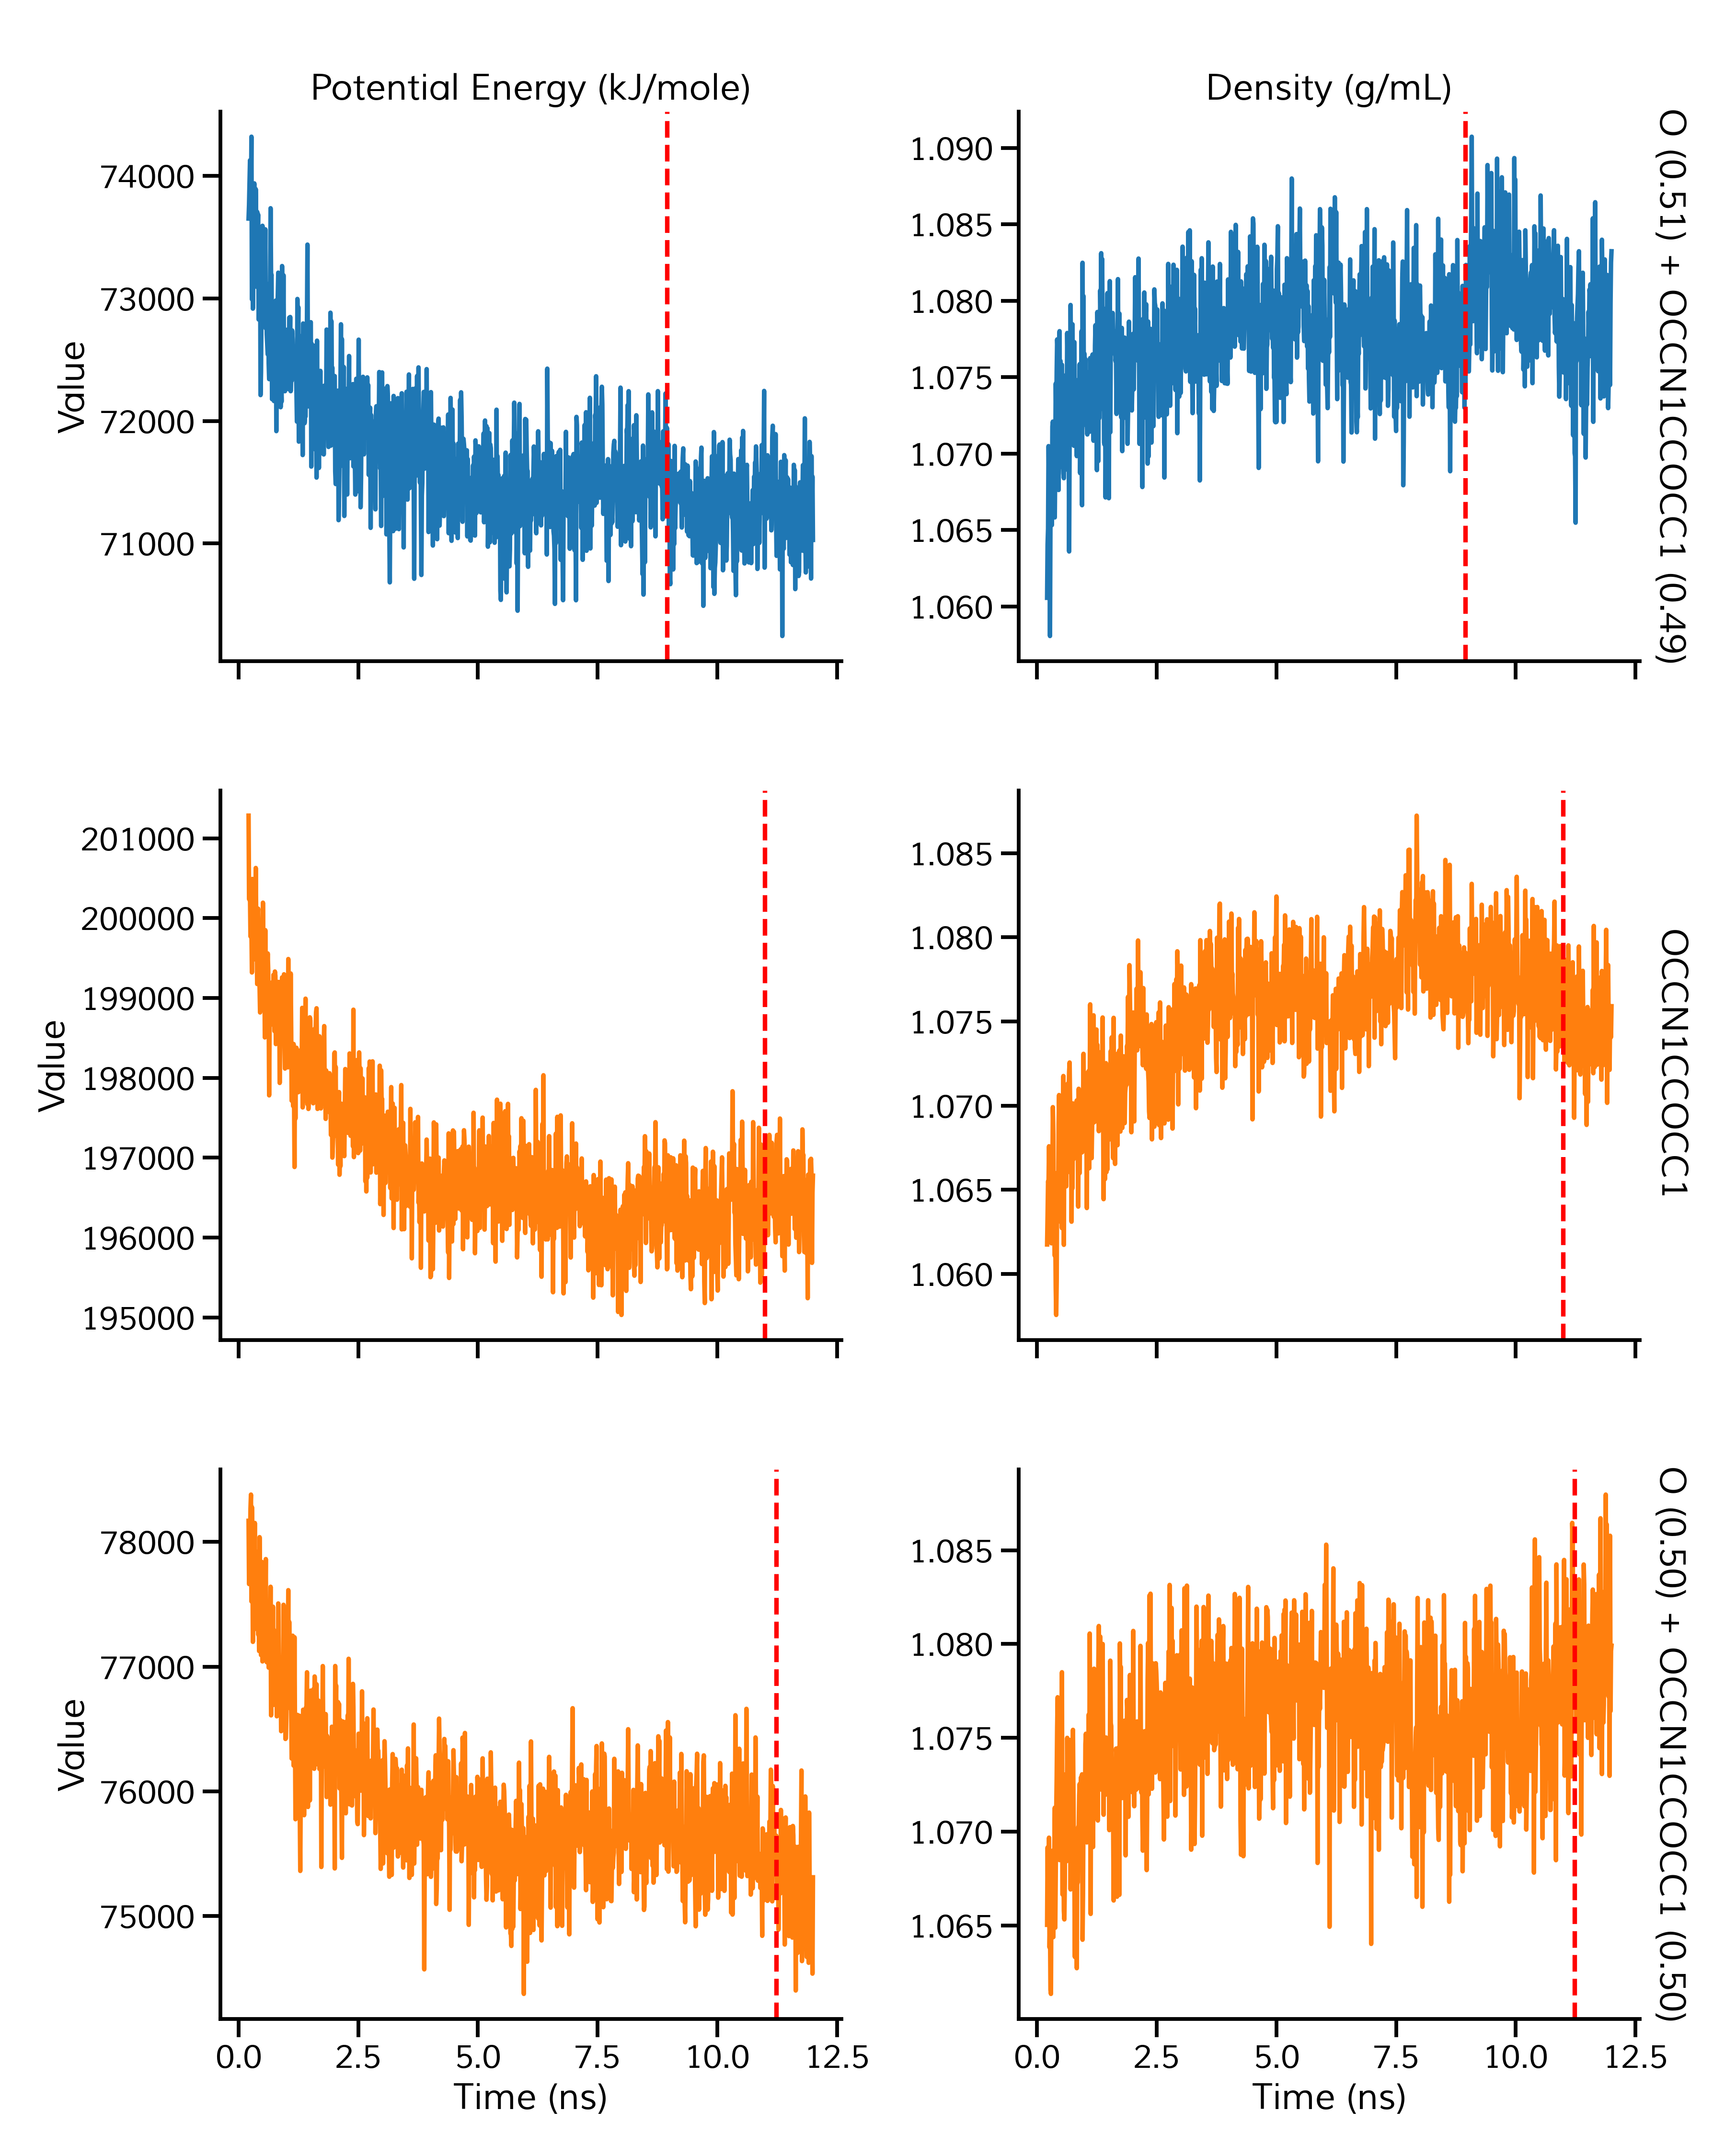 Potential Energy (kJ/mole)
Density (g/mL)
Value
74000
73000
72000
71000
1.090
1.085
1.080
1.075
1.070
1.065
1.060
O (0.51) + OCCN1CCOCC1 (0.49)
Value
201000
200000
199000
198000
197000
196000
195000
1.085
1.080
1.075
1.070
1.065
1.060
OCCN1CCOCC1
Value
78000
77000
76000
75000
0.0 2.5 5.0 7.5 10.0 12.5
Time (ns)
1.085
1.080
1.075
1.070
1.065
0.0 2.5 5.0 7.5 10.0 12.5
Time (ns)
O (0.50) + OCCN1CCOCC1 (0.50)